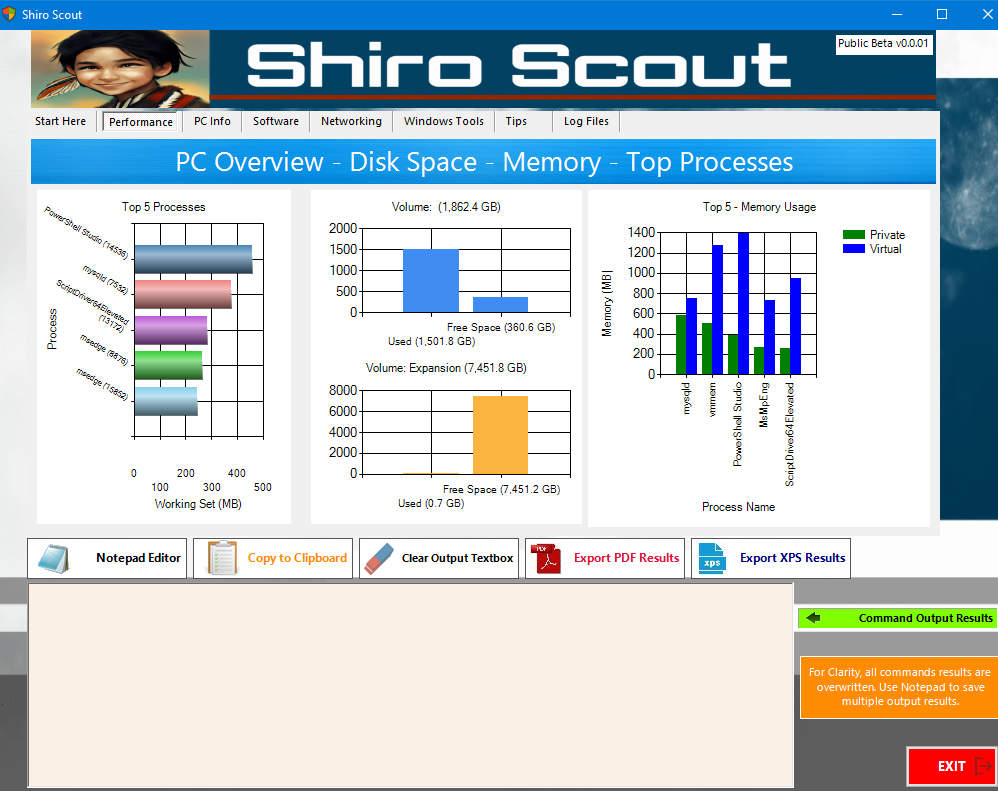 Shiro Scout
Shiro Scout
Public Beta v0.0.01
Start Here
Performance
PC Info
Software
Networking
Windows Tools
Tips
Log Files
PC Overview - Disk Space - Memory - Top Processes
Top 5 Processes
PowerShell Studio (14536)
mysqld (7532)
ScriptDriver64Elevated
(13172)
msedge (8876)
msedge (15852)
Process
0
100
200
300
400
500
Working Set (MB)
Volume:  (1,862.4 GB)
2000
1500
1000
500
0
Free Space (360.6 GB)
Used (1,501.8 GB)
Volume: Expansion (7,451.8 GB)
8000
6000
4000
2000
0
Free Space (7,451.2 GB)
Used (0.7 GB)
Top 5 - Memory Usage
Private
Virtual
Memory (MB|
1400
1200
1000
800
600
400
200
0
mysqld
vmmem
PowerShell Studio
MsMpEng
ScriptDriver64Elevated
Process Name
Notepad Editor
Copy to Clipboard
Clear Output Textbox
PDF
Export PDF Results
xps
Export XPS Results
Command Output Results
For Clarity, all commands results are
overwritten. Use Notepad to save
multiple output results.
EXIT